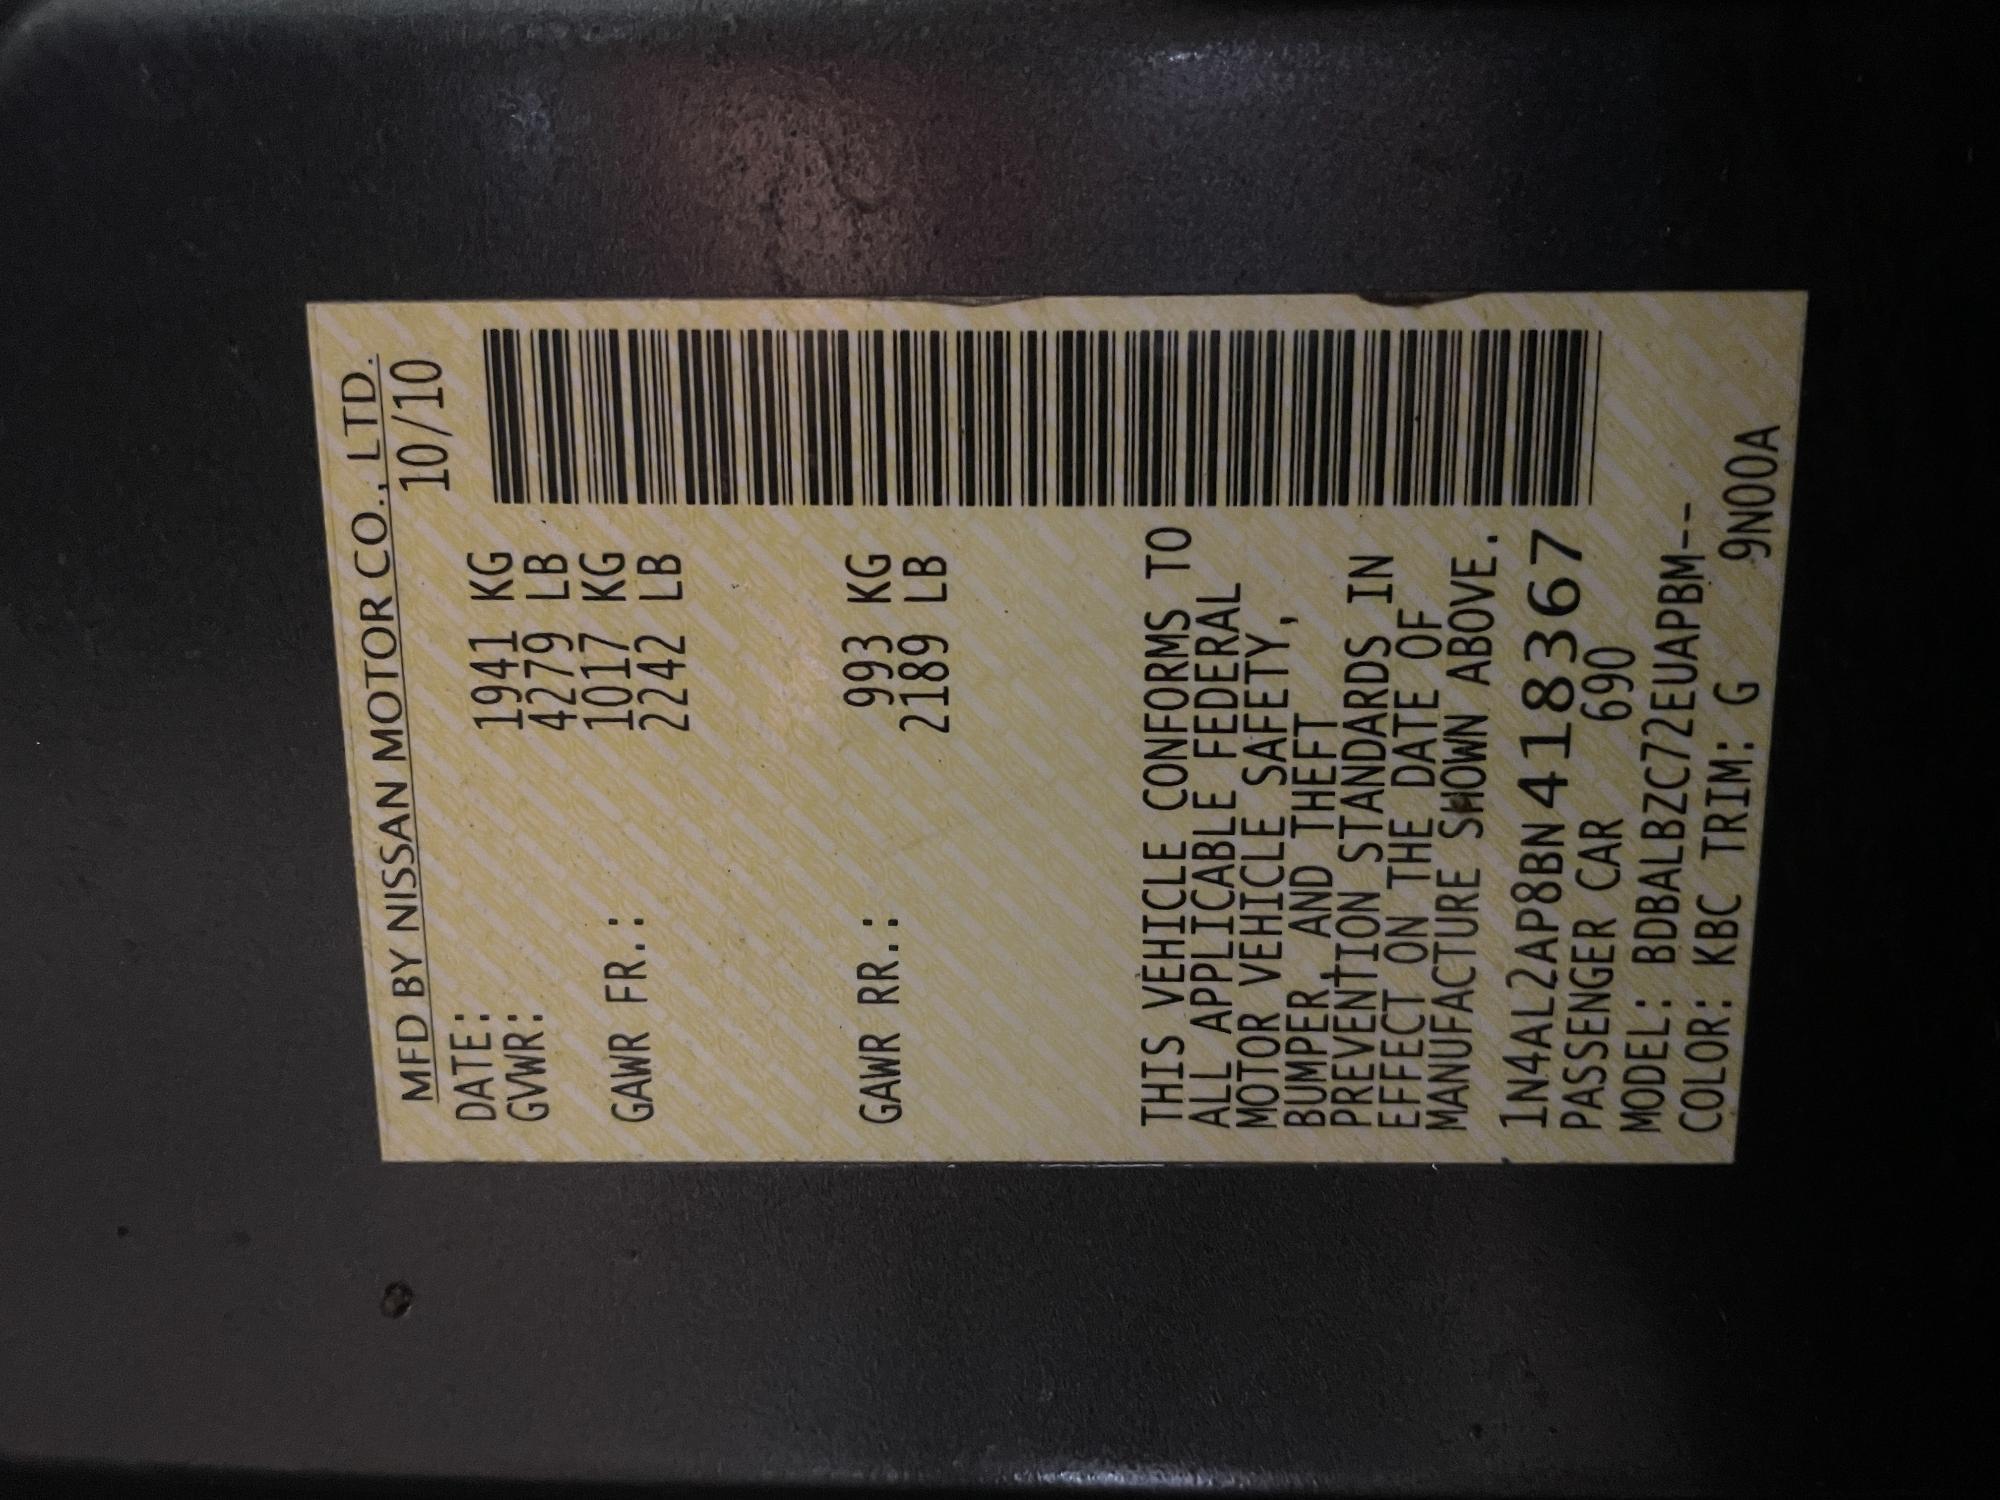 MFD BY NISSAN MOTOR CO., LTD.
DATE: 10/10
GVWR: 1941 KG
4279 LB
GAWR FR.: 1017 KG
2242 LB
GAWR RR.: 993 KG
2189 LB
THIS VEHICLE CONFORMS TO
ALL APPLICABLE FEDERAL
MOTOR VEHICLE SAFETY,
BUMPER, AND THEFT
PREVENTION STANDARDS IN
EFFECT ON THE DATE OF
MANUFACTURE SHOWN ABOVE.
1N4AL2AP8BN418367
PASSENGER CAR 690
MODEL: BDBALBZC72EUAPBM--
COLOR: KBC TRIM: G 9N00A